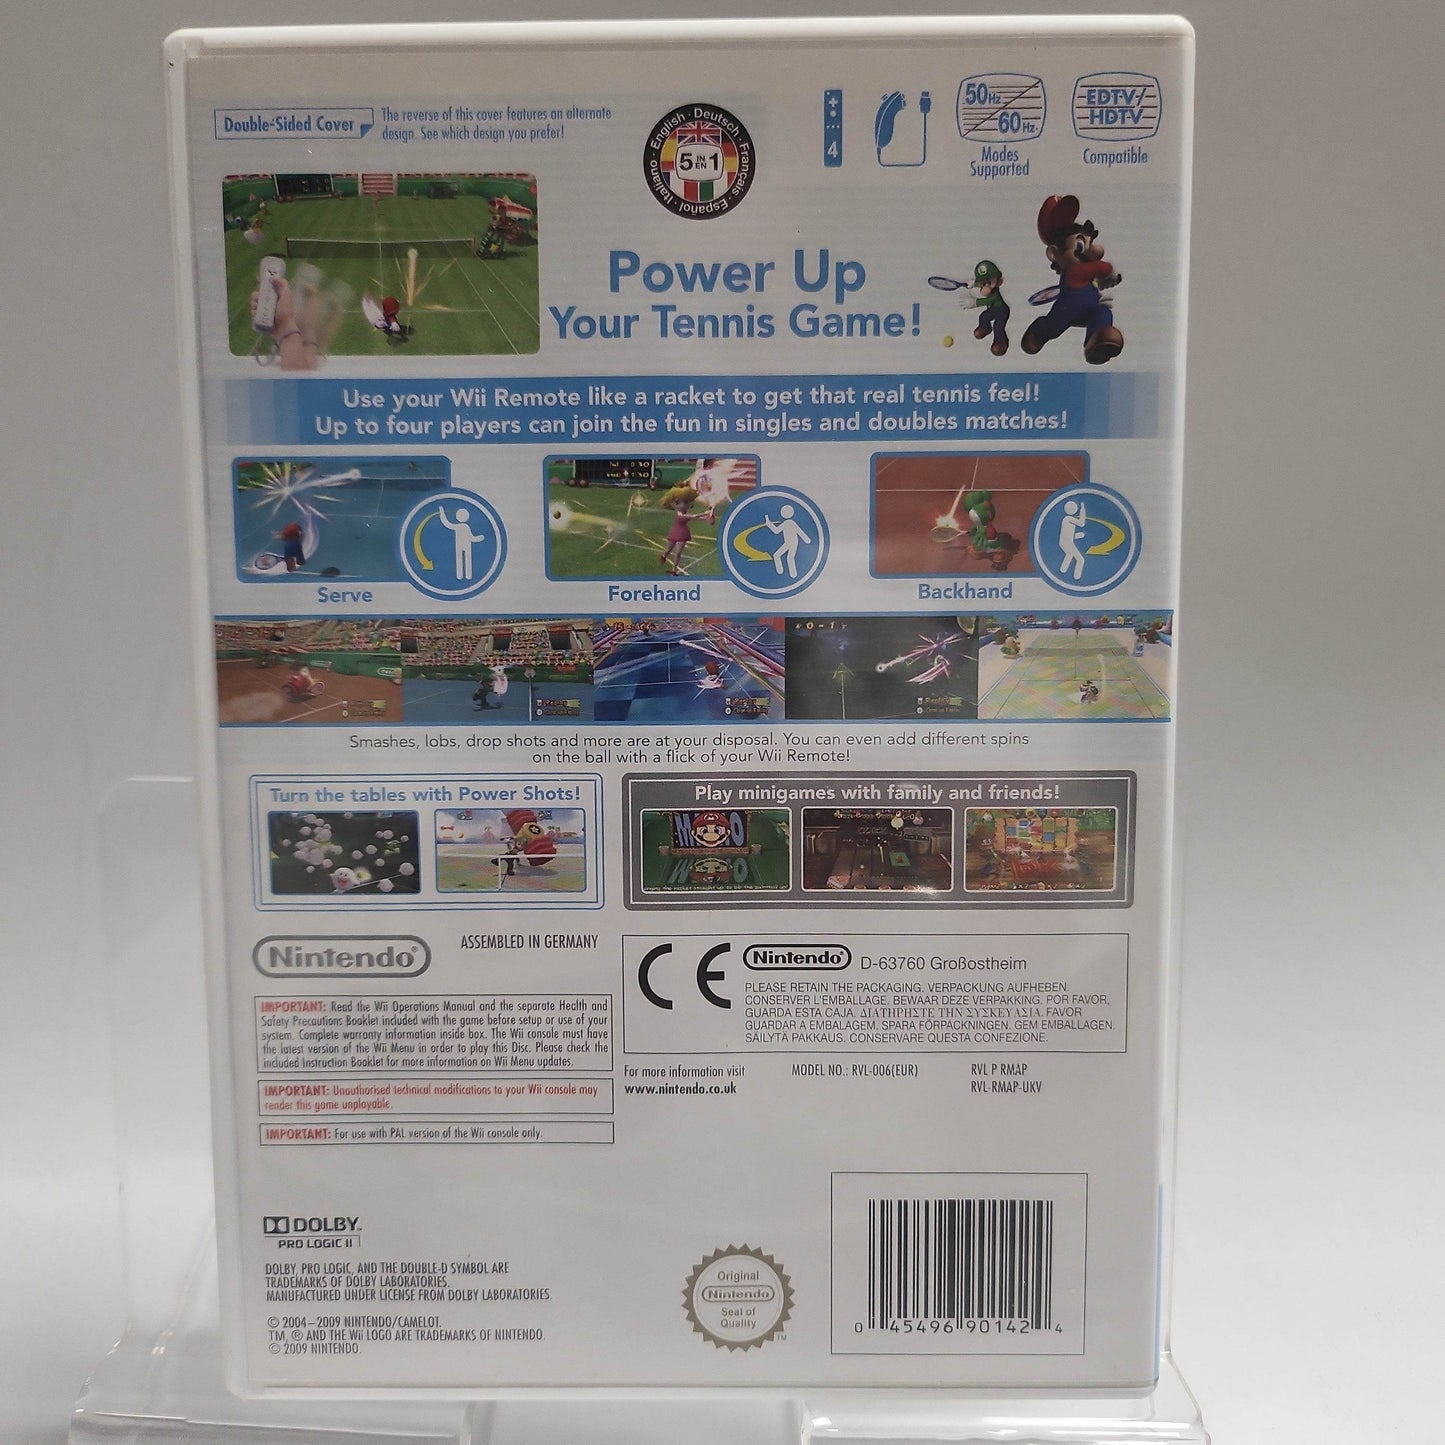 Double-Sided Cover
The reverse of this cover features an alternate
design. See which design you prefer!
English · Deutsch · Français · Español · Italiano
5 IN EN 1
4
50Hz
60Hz
Modes
Supported
EDTV/
HDTV
Compatible
Power Up
Your Tennis Game!
Use your Wii Remote like a racket to get that real tennis feel!
Up to four players can join the fun in singles and doubles matches!
Serve
Forehand
Backhand
Smashes, lobs, drop shots and more are at your disposal. You can even add different spins
on the ball with a flick of your Wii Remote!
Turn the tables with Power Shots!
Play minigames with family and friends!
Nintendo®
ASSEMBLED IN GERMANY
IMPORTANT: Read the Wii Operations Manual and the separate Health and
Safety Precautions Booklet included with the game before setup or use of your
system. Complete warranty information inside box. The Wii console must have
the latest version of the Wii Menu in order to play this Disc. Please check the
included Instruction Booklet for more information on Wii Menu updates.
IMPORTANT: Unauthorised technical modifications to your Wii console may
render this game unplayable.
IMPORTANT: For use with PAL version of the Wii console only.
CE
Nintendo®
D-63760 Großostheim
PLEASE RETAIN THE PACKAGING. VERPACKUNG AUFHEBEN.
CONSERVER L'EMBALLAGE. BEWAAR DEZE VERPAKKING. POR FAVOR,
GUARDA ESTA CAJA. ΔΙΑΤΗΡΗΣΤΕ ΤΗΝ ΣΥΣΚΕΥΑΣΙΑ. FAVOR
GUARDAR A EMBALAGEM. SPARA FÖRPACKNINGEN. GEM EMBALLAGEN.
SÄILYTÄ PAKKAUS. CONSERVARE QUESTA CONFEZIONE.
For more information visit
www.nintendo.co.uk
MODEL NO.: RVL-006(EUR)
RVL P RMAP
RVL-RMAP-UKV
DOLBY
PRO LOGIC II
DOLBY, PRO LOGIC, AND THE DOUBLE-D SYMBOL ARE
TRADEMARKS OF DOLBY LABORATORIES.
MANUFACTURED UNDER LICENSE FROM DOLBY LABORATORIES.
© 2004–2009 NINTENDO/CAMELOT.
TM, ® AND THE Wii LOGO ARE TRADEMARKS OF NINTENDO.
© 2009 NINTENDO.
Original
Nintendo
Seal of
Quality
TM
0 45496 90142 4